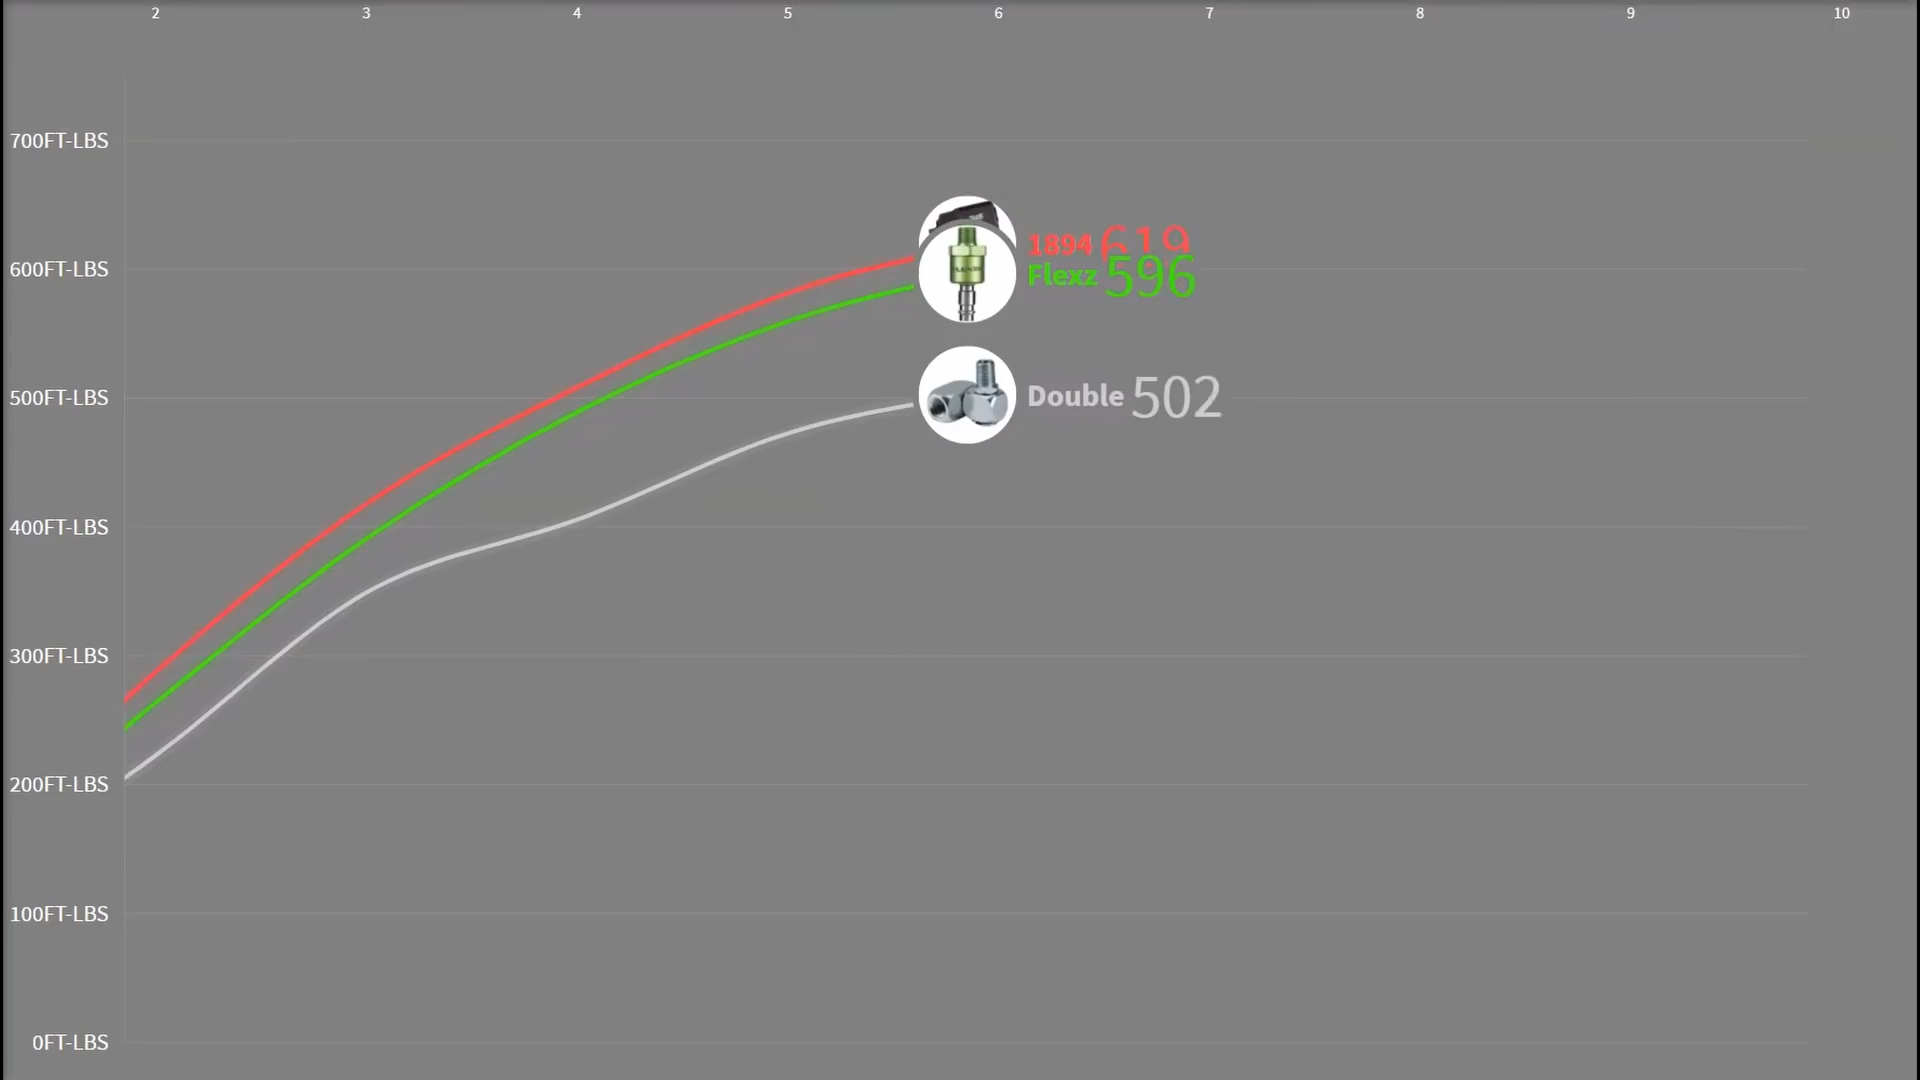 2 3 4 5 6 7 8 9 10
700FT-LBS
1894 619
600FT-LBS
Flexz 596
500FT-LBS
Double 502
400FT-LBS
300FT-LBS
200FT-LBS
100FT-LBS
0FT-LBS